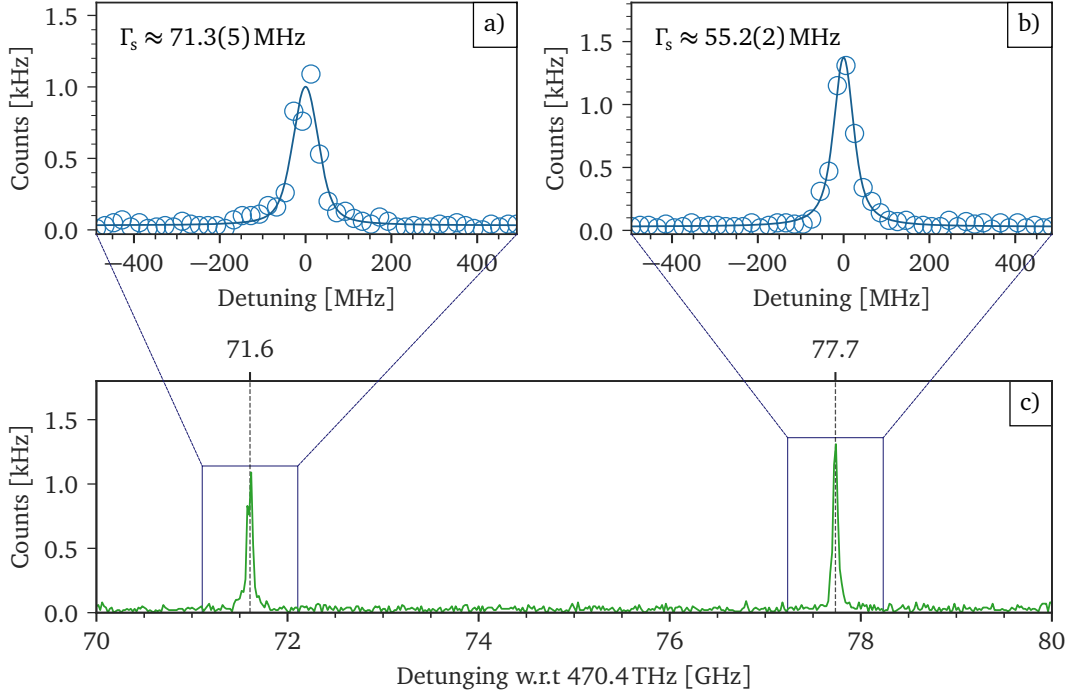 a)
Γs ≈ 71.3(5) MHz
Counts [kHz]
1.5
1.0
0.5
0.0
−400 −200 0 200 400
Detuning [MHz]
b)
Γs ≈ 55.2(2) MHz
Counts [kHz]
1.5
1.0
0.5
0.0
−400 −200 0 200 400
Detuning [MHz]
71.6 77.7
c)
Counts [kHz]
1.5
1.0
0.5
0.0
70 72 74 76 78 80
Detunging w.r.t 470.4 THz [GHz]